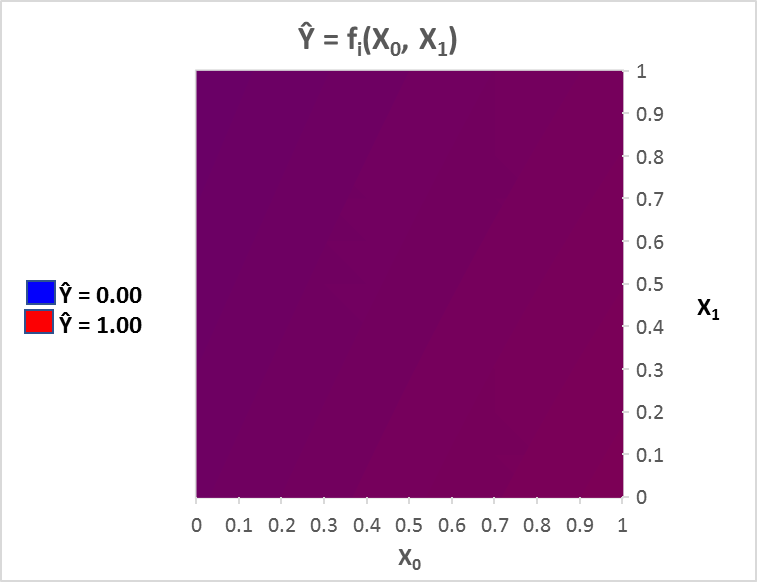 Ŷ = fᵢ(X₀, X₁)
1
0.9
0.8
0.7
0.6
0.5
0.4
0.3
0.2
0.1
0
Ŷ = 0.00
Ŷ = 1.00
X₁
0 0.1 0.2 0.3 0.4 0.5 0.6 0.7 0.8 0.9 1
X₀